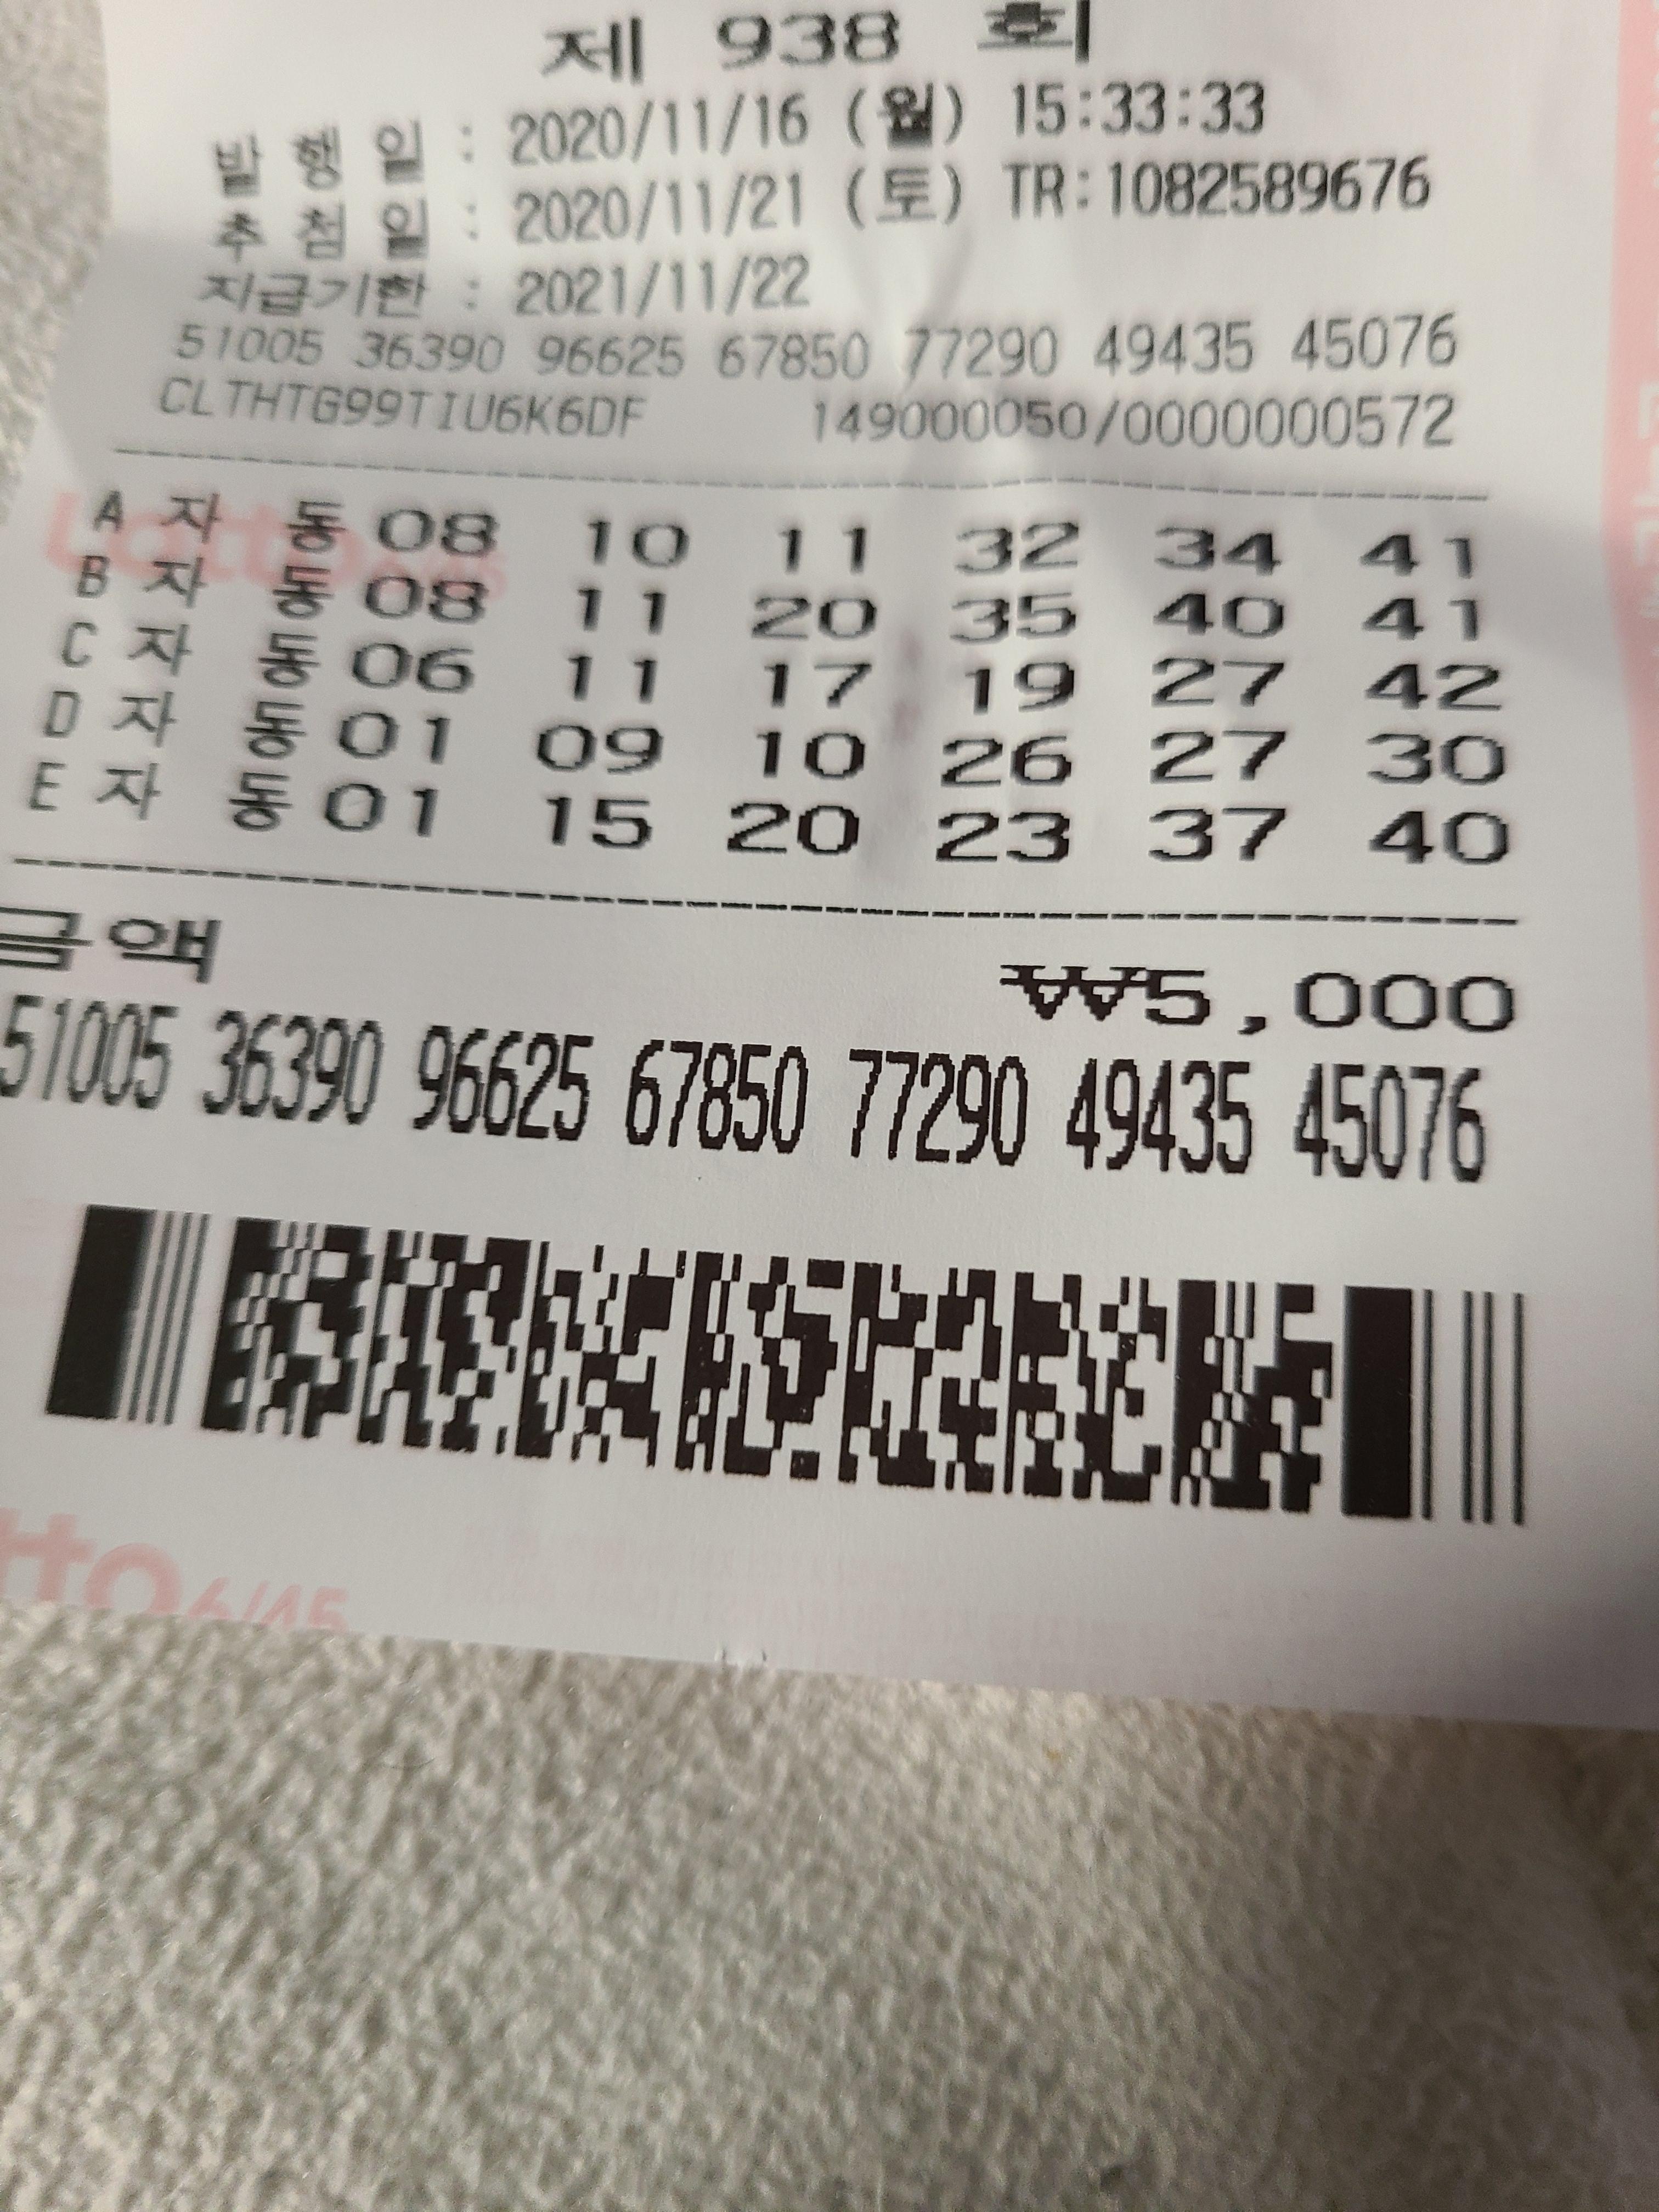 제 938 회
발 행 일 : 2020/11/16 (월) 15:33:33
추 첨 일 : 2020/11/21 (토) TR:1082589676
지급기한 : 2021/11/22
51005 36390 96625 67850 77290 49435 45076
CLTHTG99TIU6K6DF 149000050/0000000572
Lotto
A 자 동 08 10 11 32 34 41
B 자 동 08 11 20 35 40 41
C 자 동 06 11 17 19 27 42
D 자 동 01 09 10 26 27 30
E 자 동 01 15 20 23 37 40
금액 ₩5,000
51005 36390 96625 67850 77290 49435 45076
tto 6/45